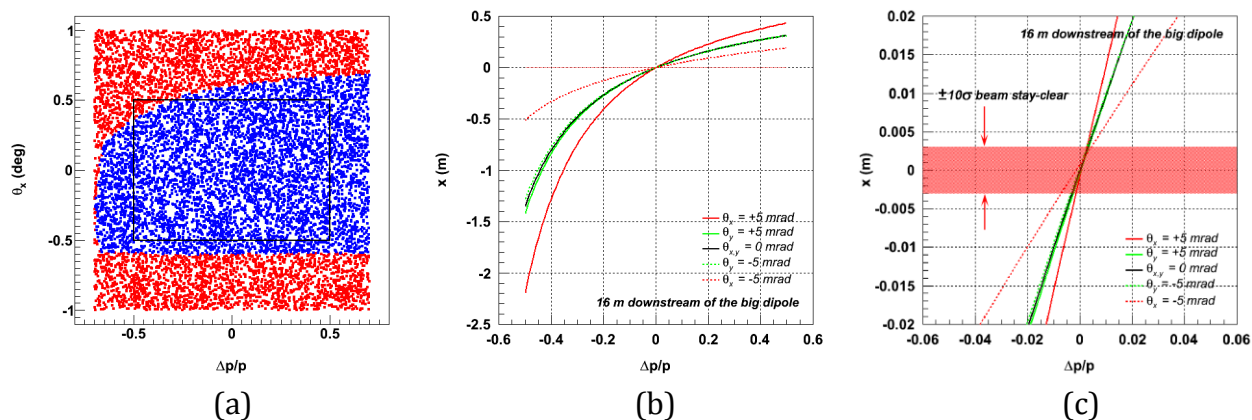 1
0.5
0
-0.5
-1
θx (deg)
-0.5
0
0.5
Δp/p
(a)
0.5
0
-0.5
-1
-1.5
-2
-2.5
x (m)
θx = +5 mrad
θy = +5 mrad
θx,y = 0 mrad
θy = -5 mrad
θx = -5 mrad
16 m downstream of the big dipole
-0.6 -0.4 -0.2 0 0.2 0.4 0.6
Δp/p
(b)
0.02
0.015
0.01
0.005
0
-0.005
-0.01
-0.015
-0.02
x (m)
16 m downstream of the big dipole
±10σ beam stay-clear
θx = +5 mrad
θy = +5 mrad
θx,y = 0 mrad
θy = -5 mrad
θx = -5 mrad
-0.06 -0.04 -0.02 0 0.02 0.04 0.06
Δp/p
(c)